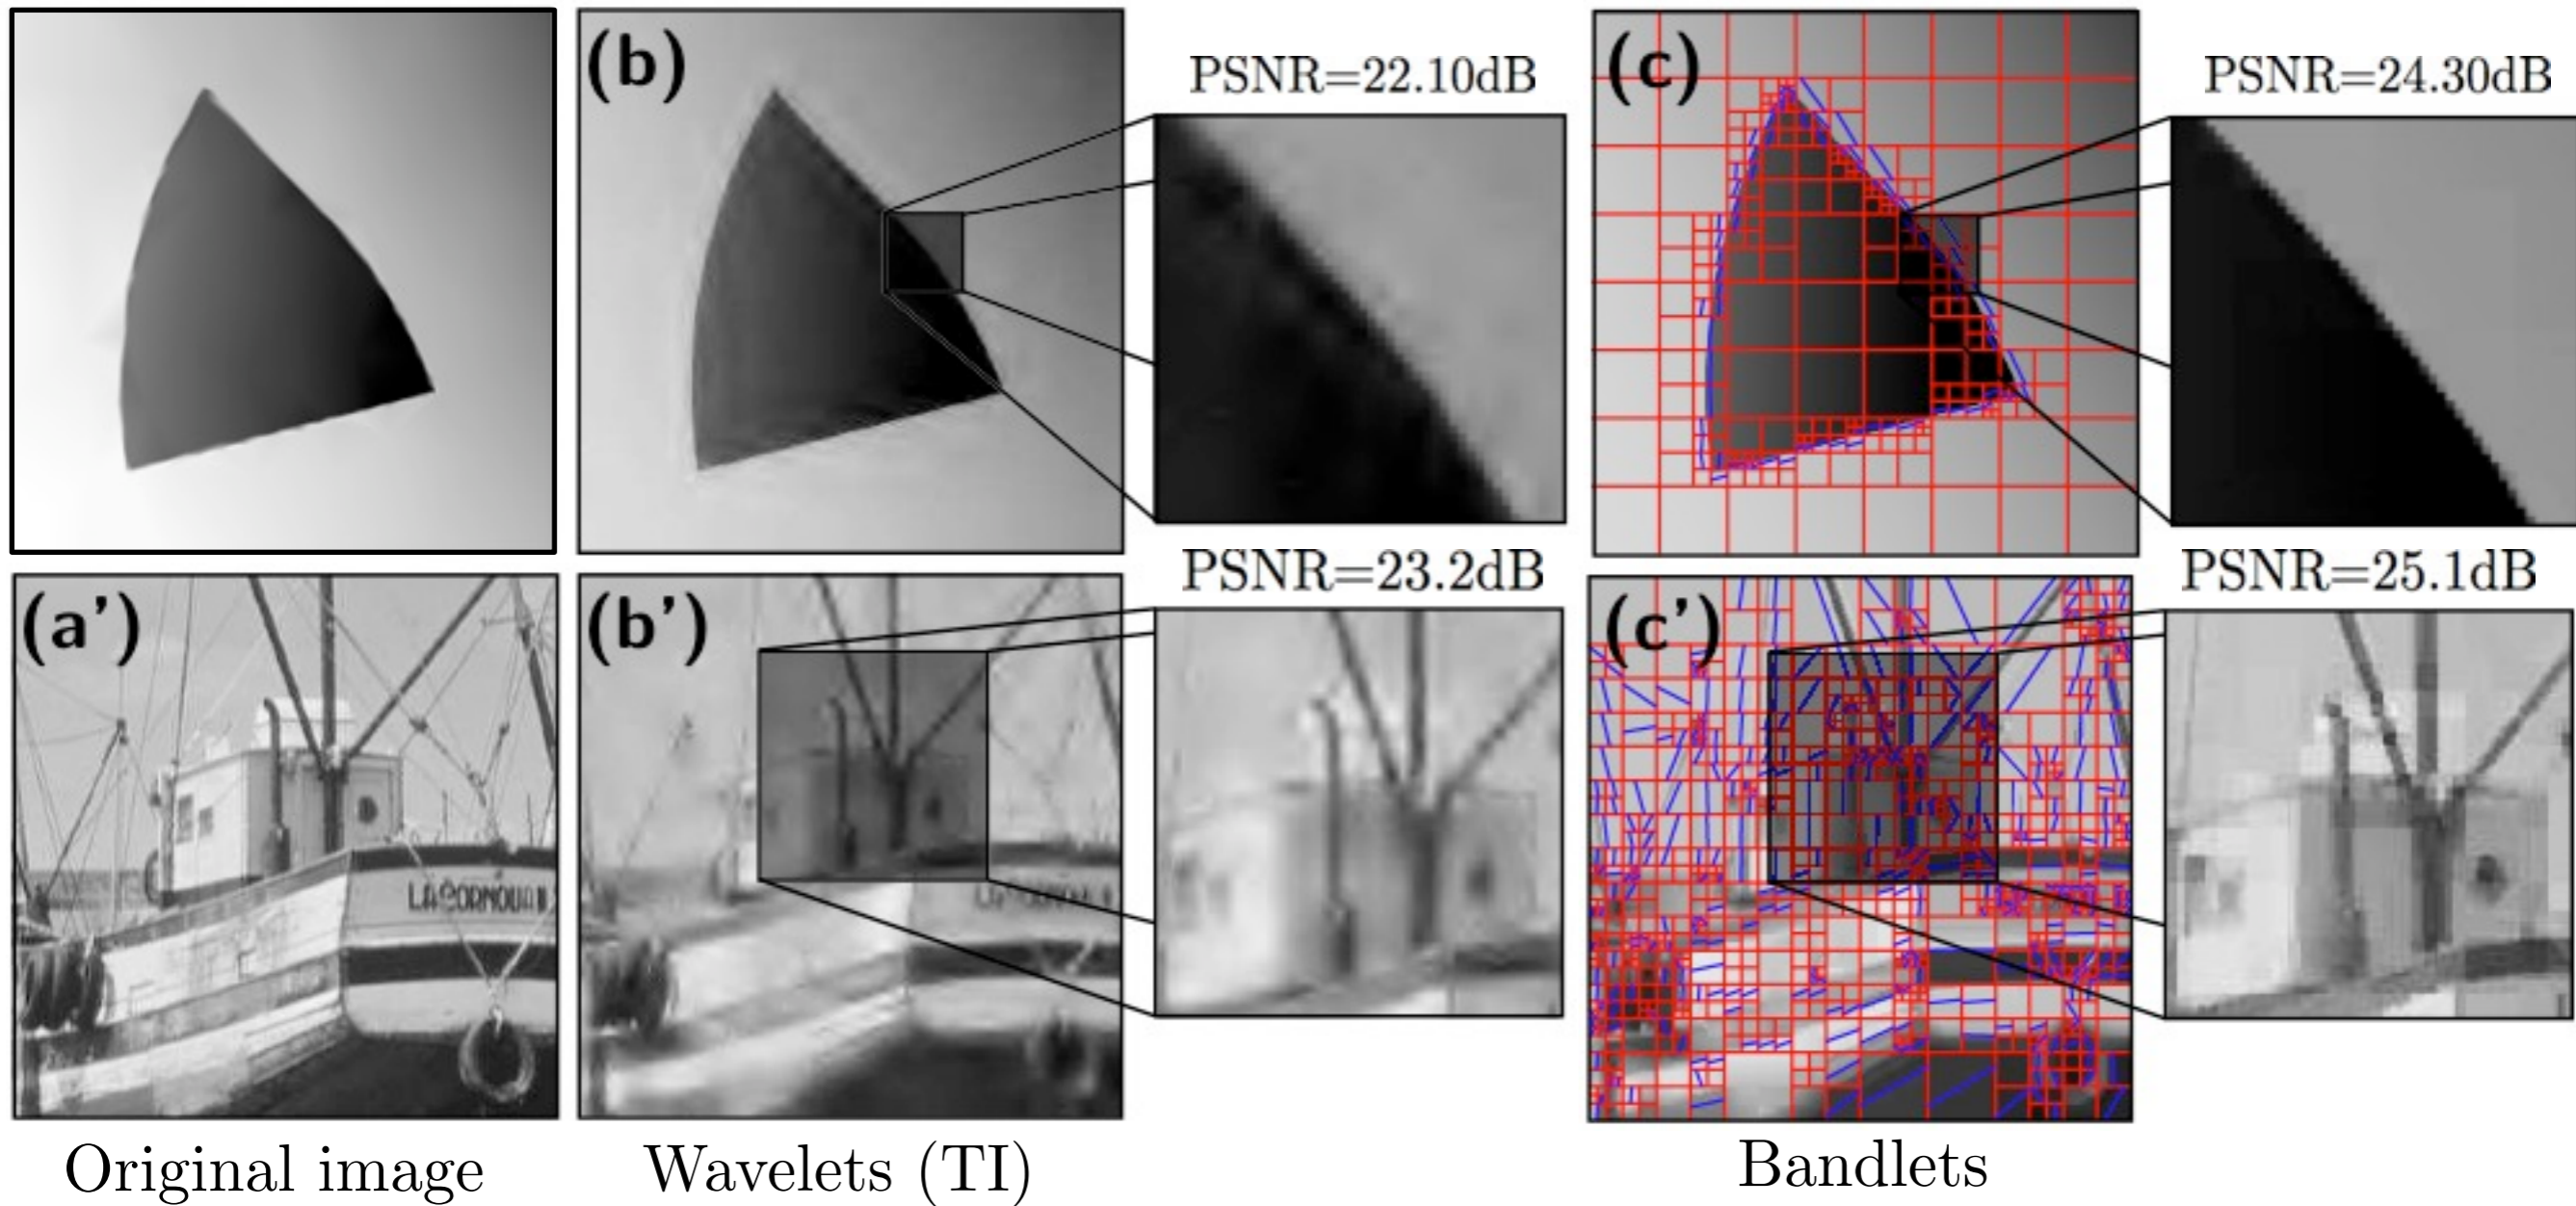 (b)
PSNR=22.10dB
(c)
PSNR=24.30dB
(a')
(b')
PSNR=23.2dB
(c')
PSNR=25.1dB
Original image
Wavelets (TI)
Bandlets